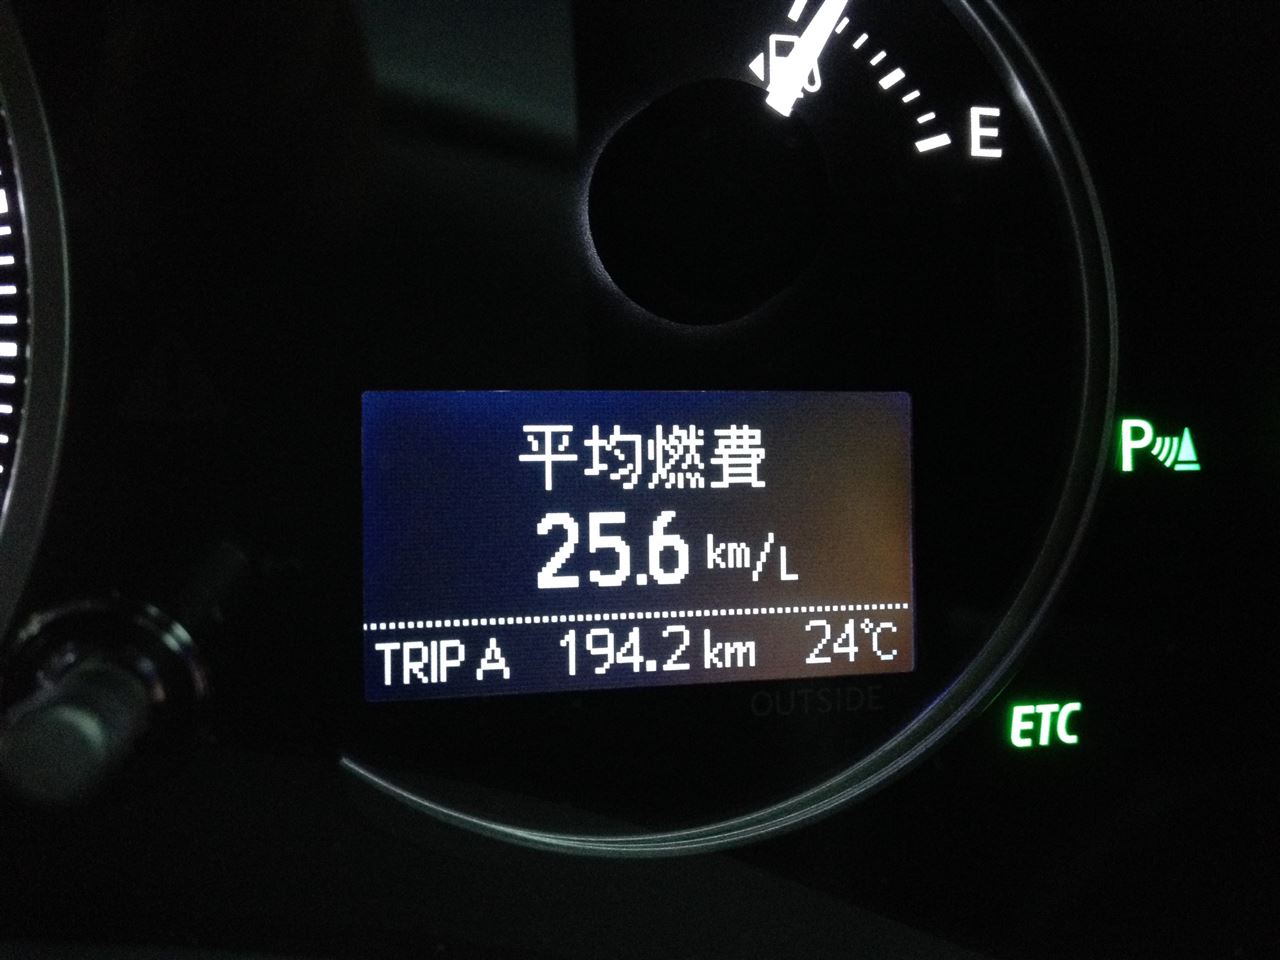 E
平均燃費
25.6 km/L
TRIP A 194.2 km 24℃
OUTSIDE
P
ETC